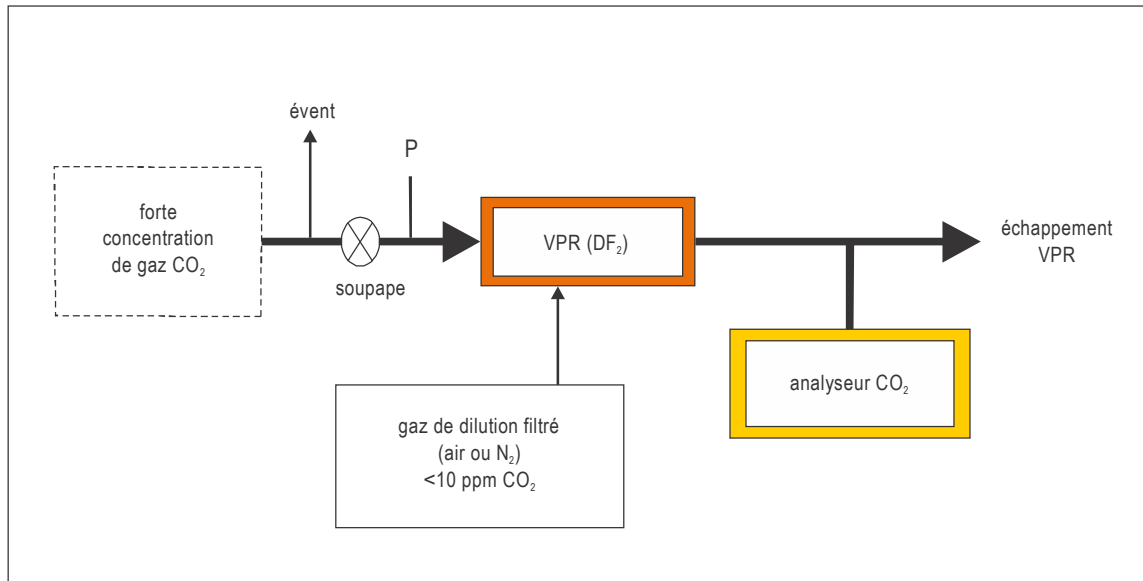 évent
P
forte
concentration
de gaz CO₂
soupape
VPR (DF₂)
échappement
VPR
gaz de dilution filtré
(air ou N₂)
<10 ppm CO₂
analyseur CO₂